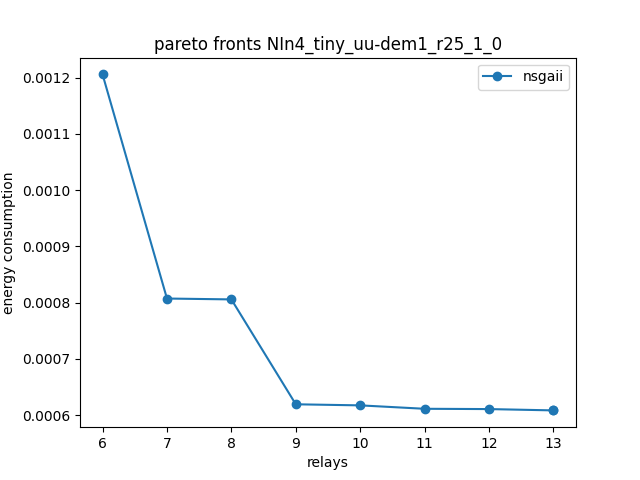 pareto fronts NIn4_tiny_uu-dem1_r25_1_0
nsgaii
0.0012
0.0011
0.0010
0.0009
0.0008
0.0007
0.0006
energy consumption
6 7 8 9 10 11 12 13
relays